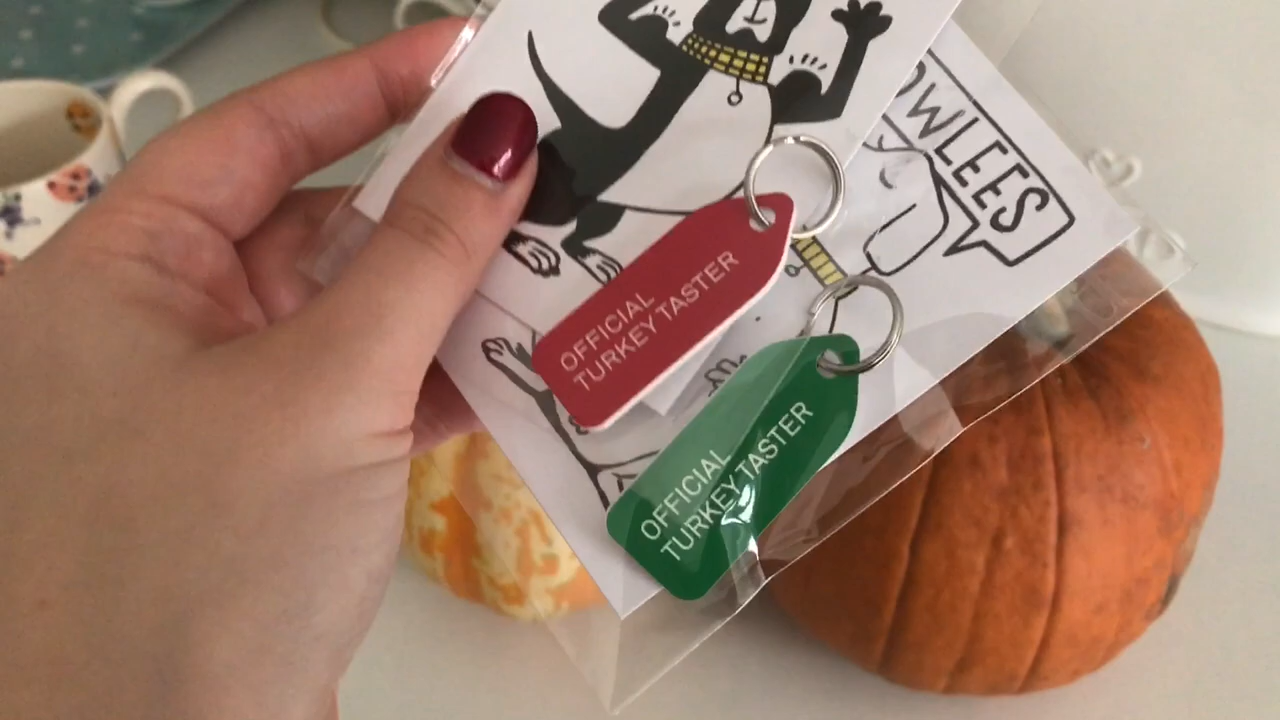 OWLEES
OFFICIAL
TURKEY TASTER
OFFICIAL
TURKEY TASTER